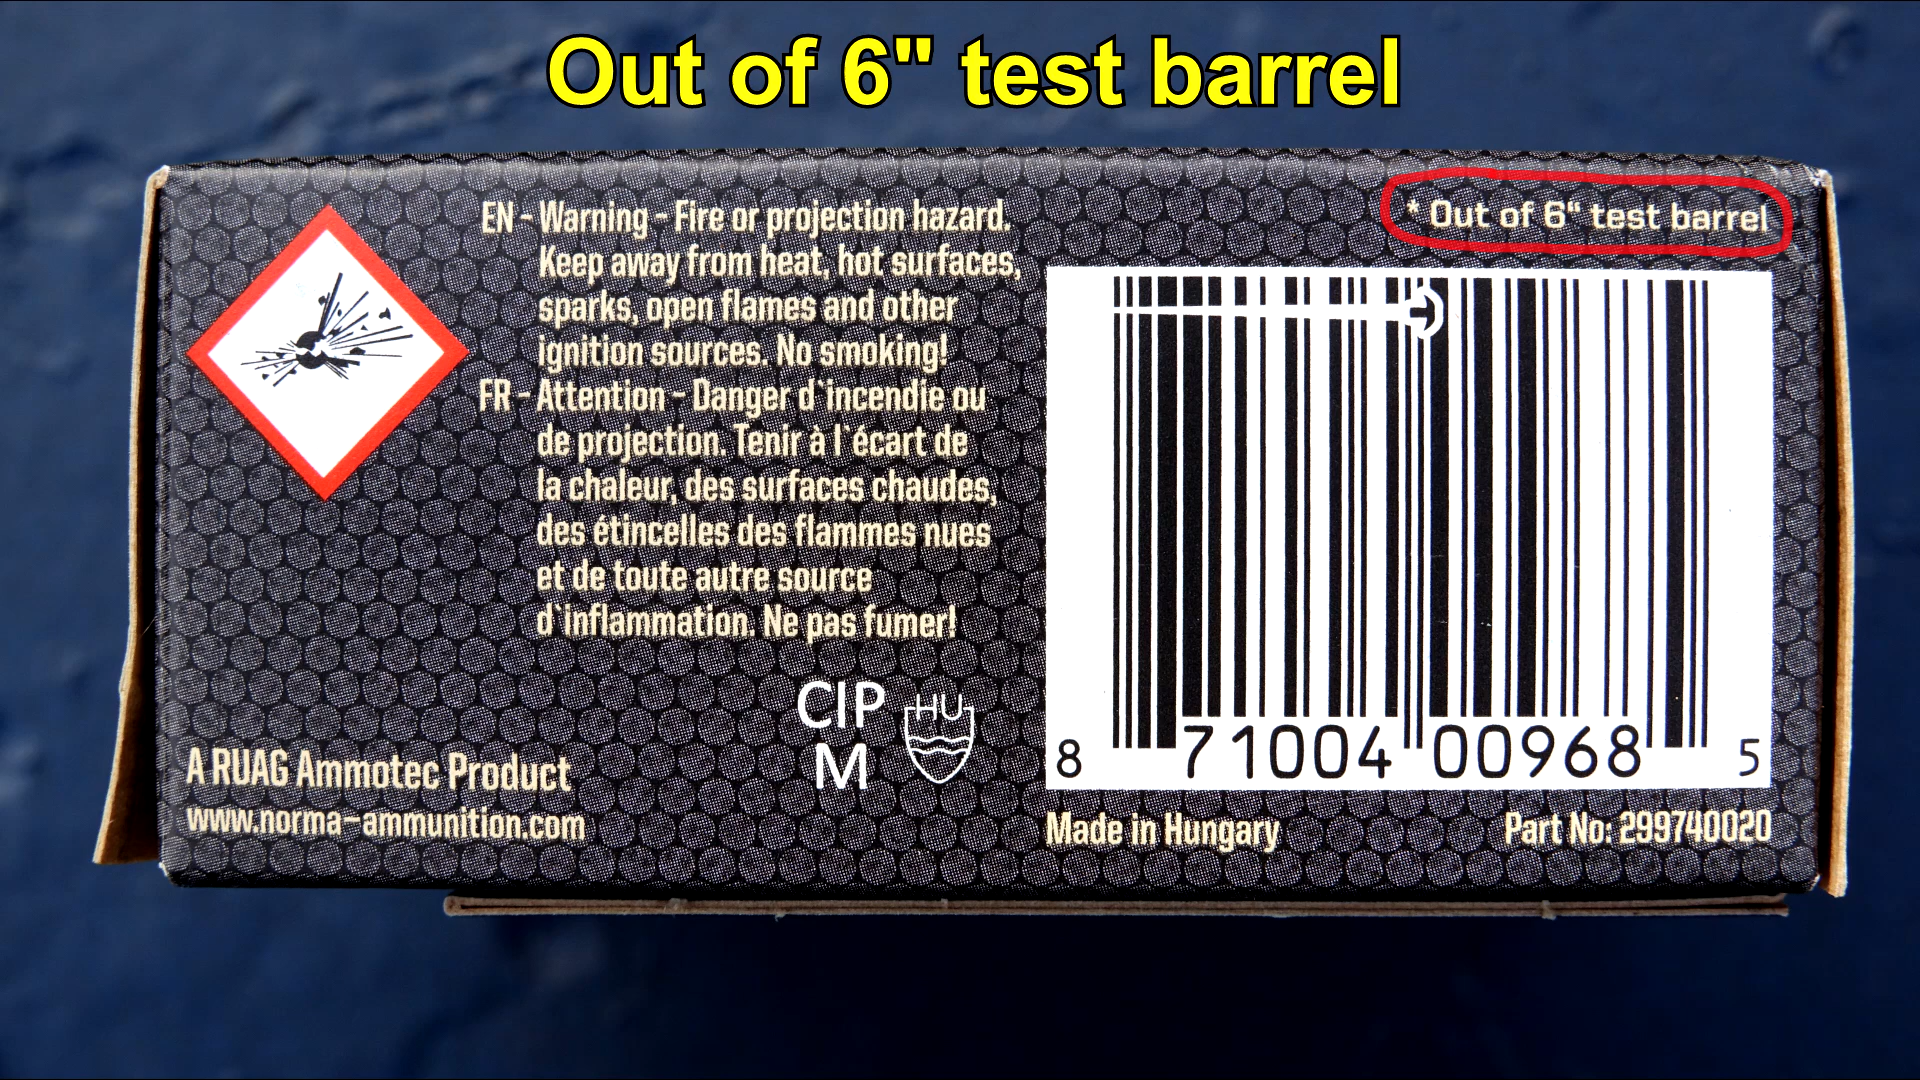 Out of 6" test barrel
* Out of 6" test barrel
EN - Warning - Fire or projection hazard.
Keep away from heat, hot surfaces,
sparks, open flames and other
ignition sources. No smoking!
FR - Attention - Danger d`incendie ou
de projection. Tenir à l`écart de
la chaleur, des surfaces chaudes,
des étincelles des flammes nues
et de toute autre source
d`inflammation. Ne pas fumer!
CIP
M
HU
8 71004 00968 5
A RUAG Ammotec Product
www.norma-ammunition.com
Made in Hungary
Part No: 299740020